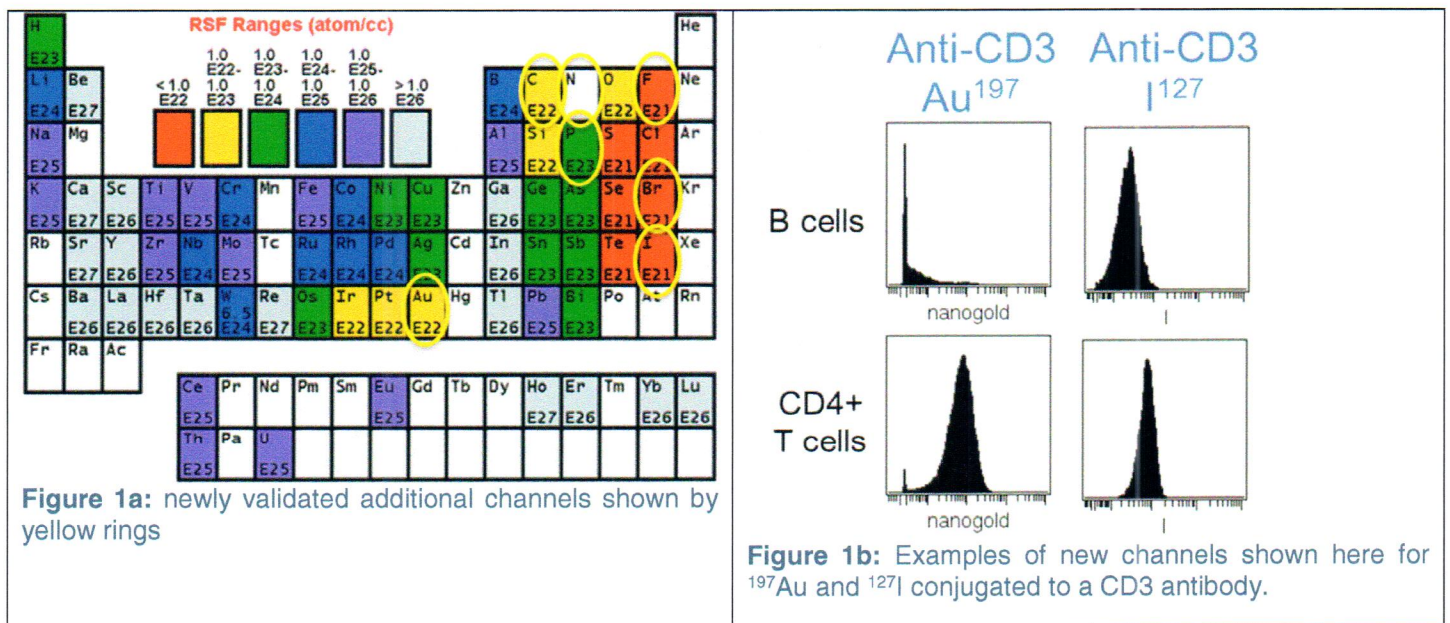 RSF Ranges (atom/cc)
1.0 1.0 1.0 1.0
E22- E23- E24- E25-
< 1.0 1.0 1.0 1.0 1.0 > 1.0
E22 E23 E24 E25 E26 E26
H He
E23
Li Be B C N O F Ne
E24 E27 E24 E22 E22 E21
Na Mg Al Si P S Cl Ar
E25 E25 E22 E23 E21 E21
K Ca Sc Ti V Cr Mn Fe Co Ni Cu Zn Ga Ge AS Se Br Kr
E25 E27 E26 E25 E25 E24 E25 E24 E23 E23 E26 E23 E23 E21 E21
Rb Sr Y Zr Nb Mo Tc Ru Rh Pd Ag Cd In Sn Sb Te I Xe
E27 E26 E25 E24 E25 E24 E24 E24 E26 E23 E23 E21 E21
Cs Ba La Hf Ta W Re Os Ir Pt Au Hg Tl Pb Bi Po At Rn
6.5
E26 E26 E26 E26 E24 E27 E23 E22 E22 E22 E26 E25 E23
Fr Ra Ac
Ce Pr Nd Pm Sm Eu Gd Tb Dy Ho Er Tm Yb Lu
E25 E25 E27 E26 E26 E26
Th Pa U
E25 E25
Figure 1a: newly validated additional channels shown by
yellow rings
Anti-CD3 Anti-CD3
Au197 I127
B cells
nanogold I
CD4+
T cells
nanogold I
Figure 1b: Examples of new channels shown here for
197Au and 127I conjugated to a CD3 antibody.